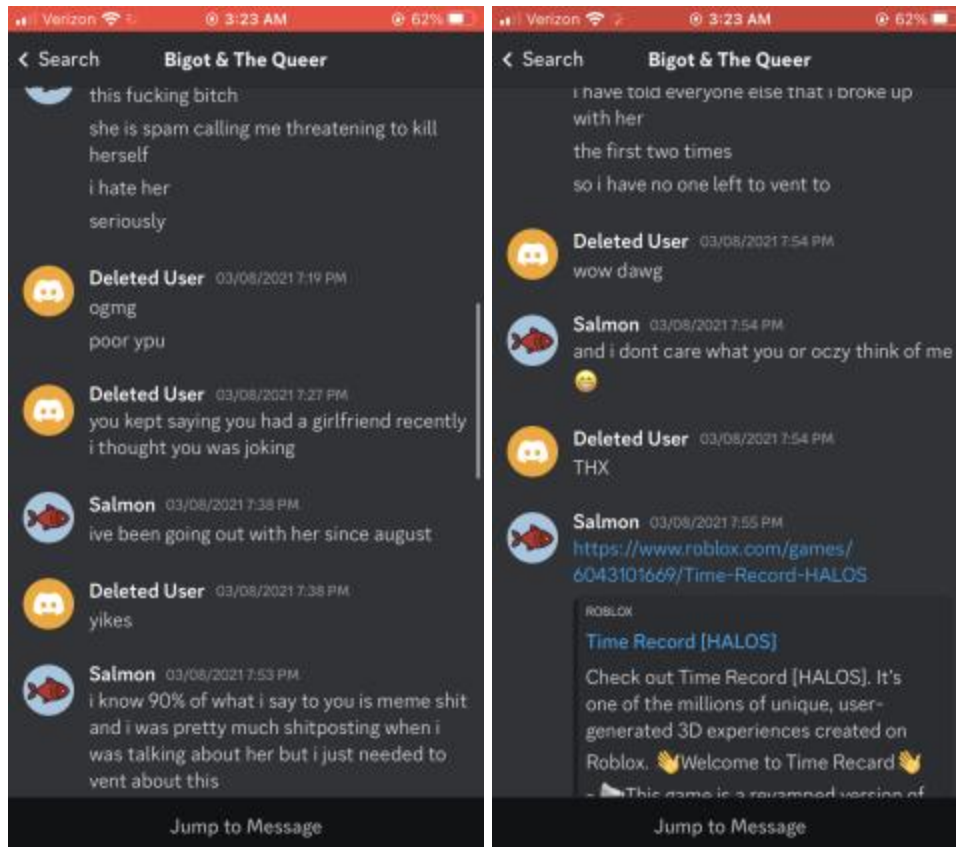 Verizon 3:23 AM 62%
Search Bigot & The Queer
this fucking bitch
she is spam calling me threatening to kill
herself
i hate her
seriously
Deleted User 03/08/2021 7:19 PM
ogmg
poor ypu
Deleted User 03/08/2021 7:27 PM
you kept saying you had a girlfriend recently
i thought you was joking
Salmon 03/08/2021 7:38 PM
ive been going out with her since august
Deleted User 03/08/2021 7:38 PM
yikes
Salmon 03/08/2021 7:53 PM
i know 90% of what i say to you is meme shit
and i was pretty much shitposting when i
was talking about her but i just needed to
vent about this
Jump to Message
Verizon 3:23 AM 62%
Search Bigot & The Queer
i have told everyone else that i broke up
with her
the first two times
so i have no one left to vent to
Deleted User 03/08/2021 7:54 PM
wow dawg
Salmon 03/08/2021 7:54 PM
and i dont care what you or oczy think of me
😁
Deleted User 03/08/2021 7:54 PM
THX
Salmon 03/08/2021 7:55 PM
https://www.roblox.com/games/
6043101669/Time-Record-HALOS
ROBLOX
Time Record [HALOS]
Check out Time Record [HALOS]. It's
one of the millions of unique, user-
generated 3D experiences created on
Roblox. 👋Welcome to Time Recard👋
- This game is a revamped version of
Jump to Message